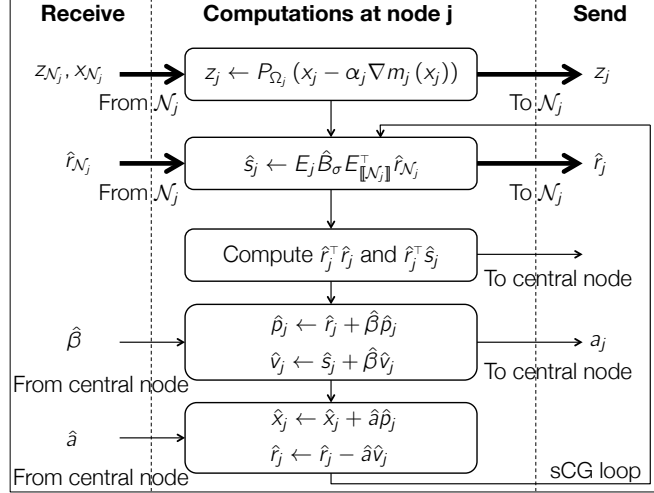 Receive Computations at node j Send
z_{𝒩_j}, x_{𝒩_j} z_j ← P_{Ω_j} (x_j − α_j ∇m_j (x_j)) z_j
From 𝒩_j To 𝒩_j
r̂_{𝒩_j} ŝ_j ← E_j B̂_σ E^⊤_{⟦𝒩_j⟧} r̂_{𝒩_j} r̂_j
From 𝒩_j To 𝒩_j
Compute r̂_j^⊤ r̂_j and r̂_j^⊤ ŝ_j
To central node
p̂_j ← r̂_j + β̂p̂_j
β̂ a_j
v̂_j ← ŝ_j + β̂v̂_j
From central node To central node
x̂_j ← x̂_j + âp̂_j
â
r̂_j ← r̂_j − âv̂_j
From central node sCG loop